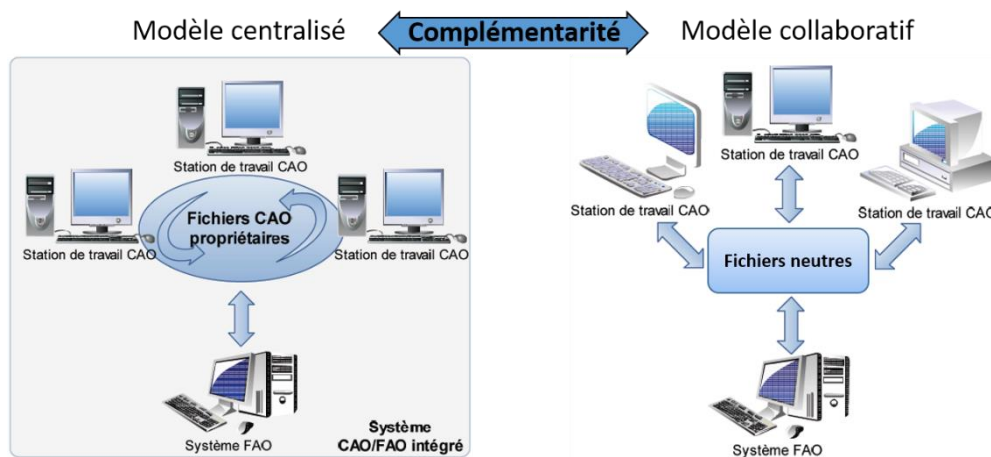 Modèle centralisé
Complémentarité
Modèle collaboratif
Station de travail CAO
Station de travail CAO
Fichiers CAO
propriétaires
Station de travail CAO
Système FAO
Système
CAO/FAO intégré
Station de travail CAO
Station de travail CAO
Station de travail CAO
Fichiers neutres
Système FAO